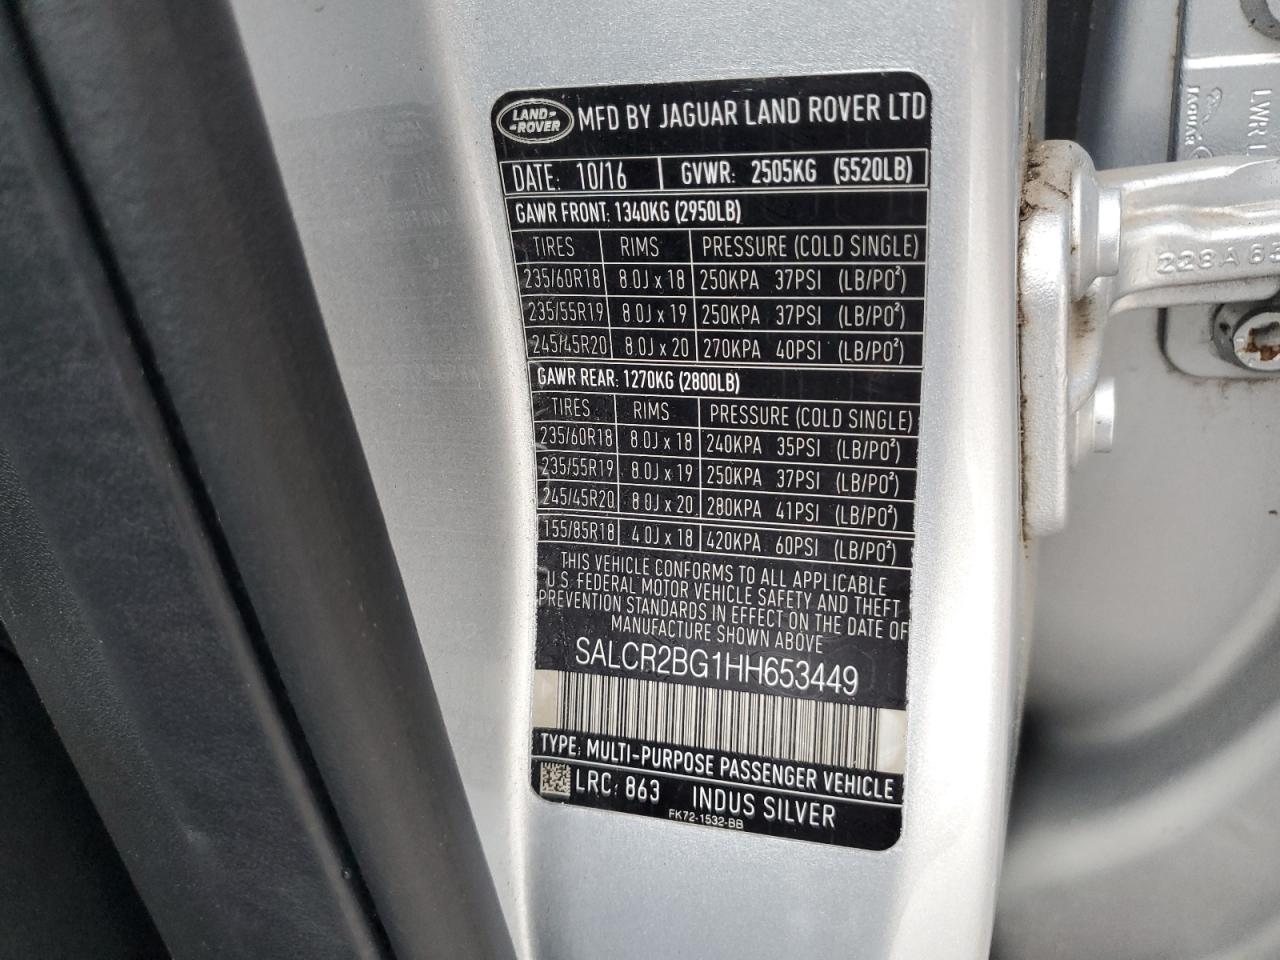 LAND-
-ROVER
MFD BY JAGUAR LAND ROVER LTD
DATE: 10/16 GVWR: 2505KG (5520LB)
GAWR FRONT: 1340KG (2950LB)
TIRES RIMS PRESSURE (COLD SINGLE)
235/60R18 8.0J x 18 250KPA 37PSI (LB/PO²)
235/55R19 8.0J x 19 250KPA 37PSI (LB/PO²)
245/45R20 8.0J x 20 270KPA 40PSI (LB/PO²)
GAWR REAR: 1270KG (2800LB)
TIRES RIMS PRESSURE (COLD SINGLE)
235/60R18 8.0J x 18 240KPA 35PSI (LB/PO²)
235/55R19 8.0J x 19 250KPA 37PSI (LB/PO²)
245/45R20 8.0J x 20 280KPA 41PSI (LB/PO²)
155/85R18 4.0J x 18 420KPA 60PSI (LB/PO²)
THIS VEHICLE CONFORMS TO ALL APPLICABLE
U.S. FEDERAL MOTOR VEHICLE SAFETY AND THEFT
PREVENTION STANDARDS IN EFFECT ON THE DATE OF
MANUFACTURE SHOWN ABOVE
SALCR2BG1HH653449
TYPE: MULTI-PURPOSE PASSENGER VEHICLE
LRC: 863 INDUS SILVER
FK72-1532-BB
JAGUAR
LWR
228A